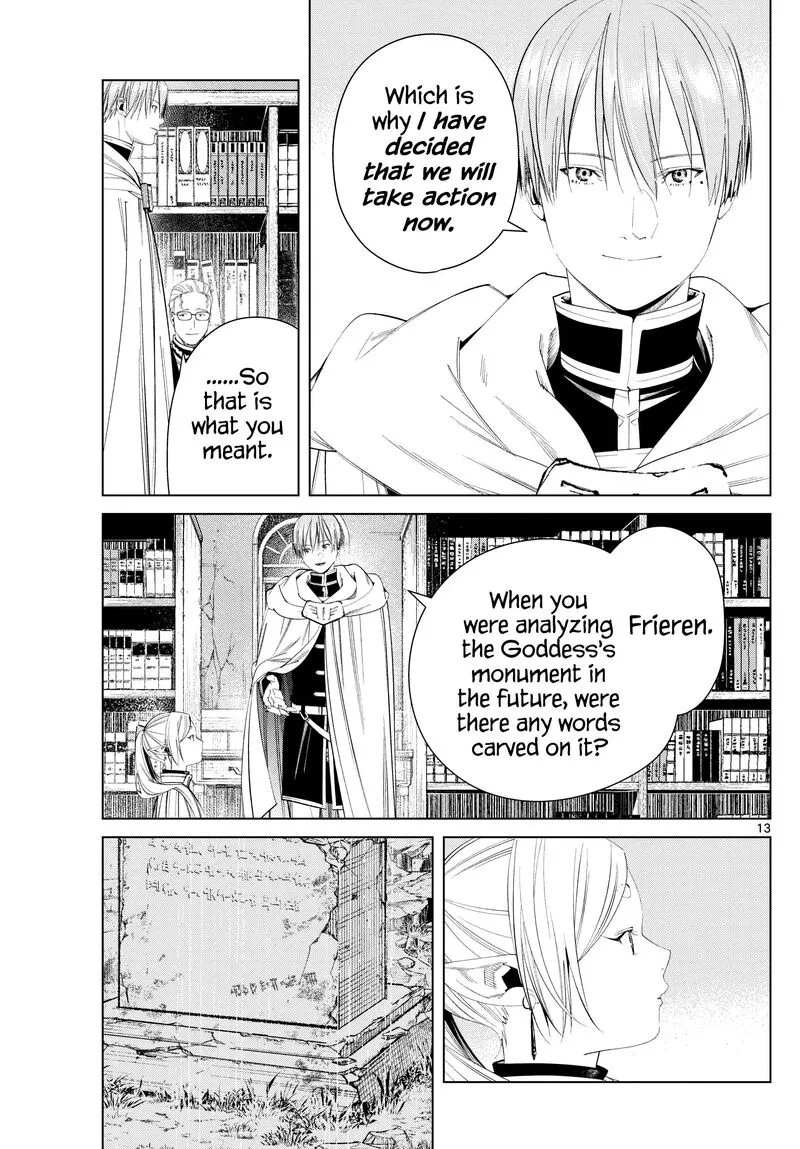 Which is
why I have
decided
that we will
take action
now.
......So
that is
what you
meant.
Frieren.
When you
were analyzing
the Goddess's
monument in
the future, were
there any words
carved on it?
13